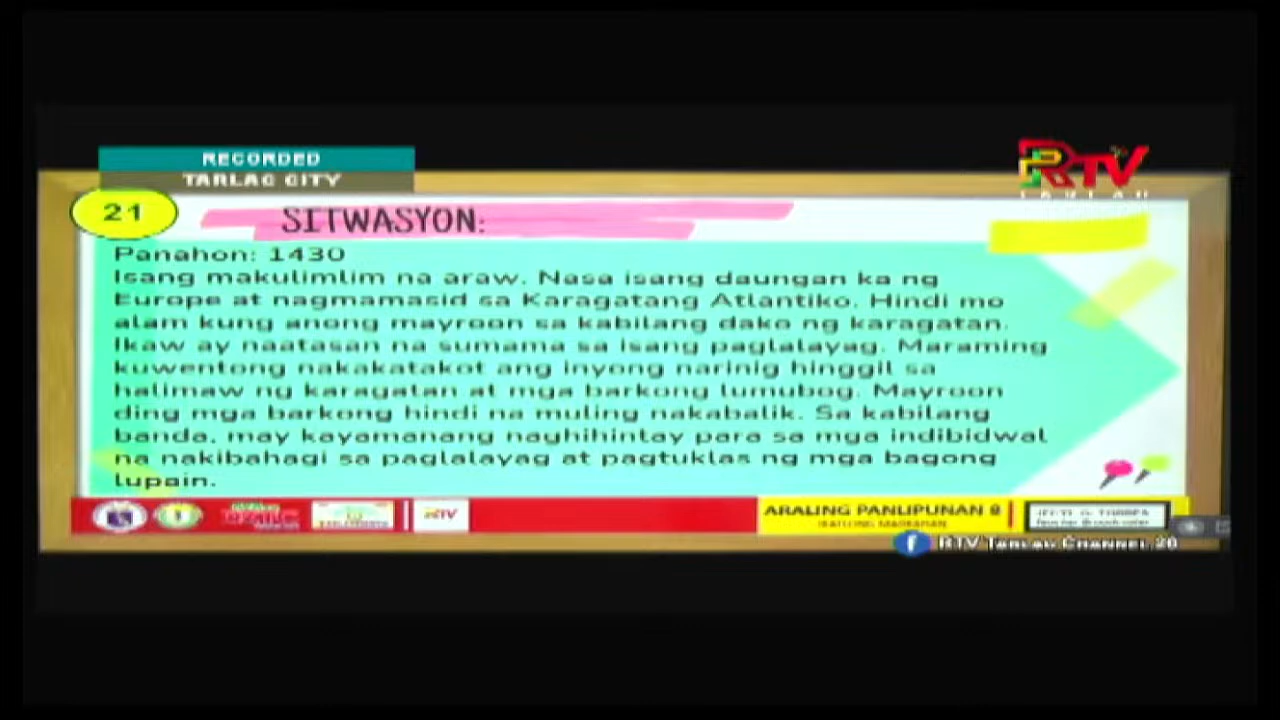 RECORDED
TARLAC CITY
RTV
TARLAC
21
SITWASYON:
Panahon: 1430
Isang makulimlim na araw. Nasa isang daungan ka ng
Europe at nagmamasid sa Karagatang Atlantiko. Hindi mo
alam kung anong mayroon sa kabilang dako ng karagatan.
Ikaw ay naatasan na sumama sa isang paglalayag. Maraming
kuwentong nakakatakot ang inyong narinig hinggil sa
halimaw ng karagatan at mga barkong lumubog. Mayroon
ding mga barkong hindi na muling nakabalik. Sa kabilang
banda, may kayamanang naghihintay para sa mga indibidwal
na nakibahagi sa paglalayag at pagtuklas ng mga bagong
lupain.
RTV
ARALING PANLIPUNAN 8
IKATLONG MARKAHAN
RTV Tarlac Channel 26